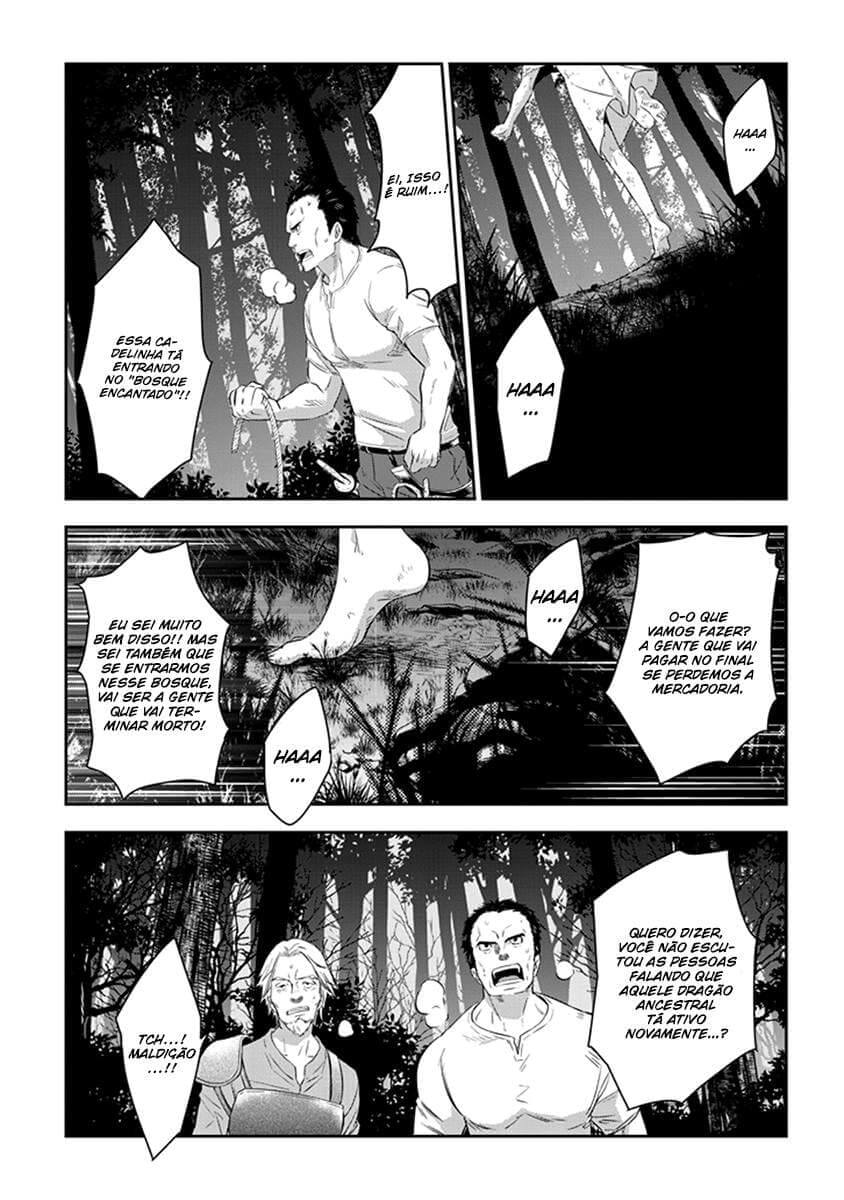 HAAA
...
HAAA
...
EI, ISSO
É RUIM...!
ESSA CA-
DELINHA TÁ
ENTRANDO
NO "BOSQUE
ENCANTADO"!!
O-O QUE
VAMOS FAZER?
A GENTE QUE VAI
PAGAR NO FINAL
SE PERDEMOS A
MERCADORIA.
HAAA
...
HAAA
...
EU SEI MUITO
BEM DISSO!! MAS
SEI TAMBÉM QUE
SE ENTRARMOS
NESSE BOSQUE,
VAI SER A GENTE
QUE VAI TER-
MINAR MORTO!
QUERO DIZER,
VOCÊ NÃO ESCU-
TOU AS PESSOAS
FALANDO QUE
AQUELE DRAGÃO
ANCESTRAL
TÁ ATIVO
NOVAMENTE...?
TCH...!
MALDIÇÃO
...!!